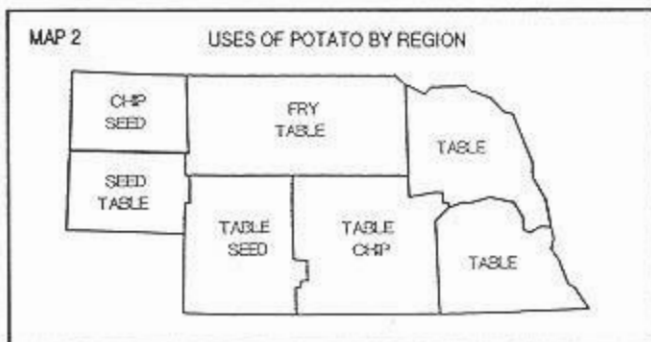 MAP 2
USES OF POTATO BY REGION
CHIP
SEED
FRY
TABLE
TABLE
SEED
TABLE
TABLE
SEED
TABLE
CHIP
TABLE